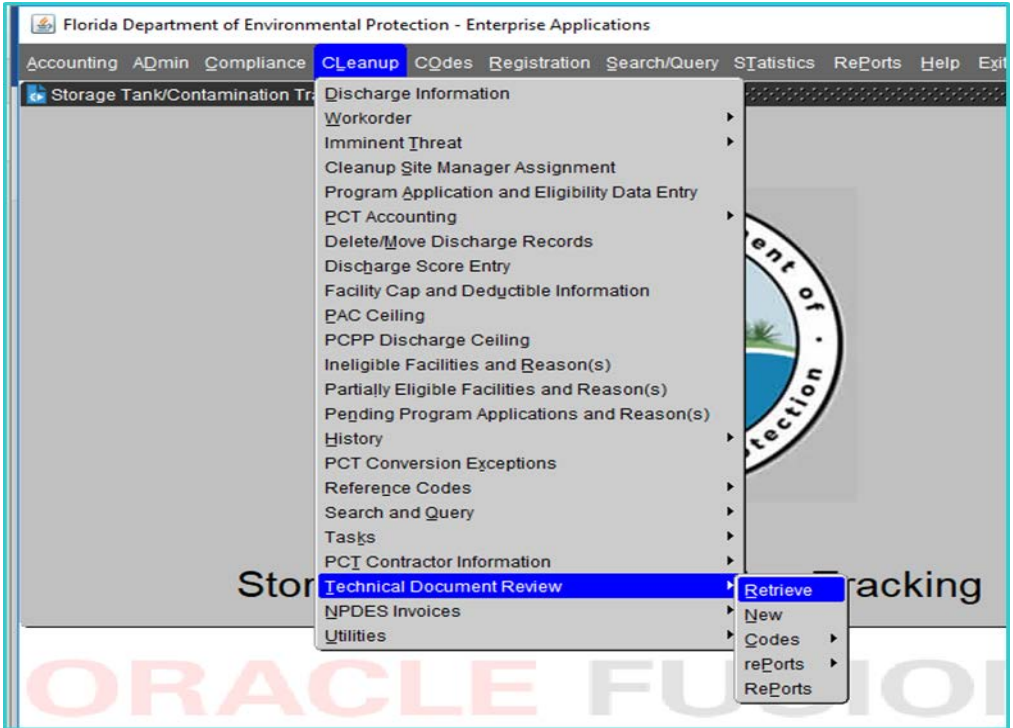 Florida Department of Environmental Protection - Enterprise Applications
Accounting ADmin Compliance CLeanup COdes Registration Search/Query STatistics RePorts Help Exit
Storage Tank/Contamination Tr
Discharge Information
Workorder
Imminent Threat
Cleanup Site Manager Assignment
Program Application and Eligibility Data Entry
PCT Accounting
Delete/Move Discharge Records
Discharge Score Entry
Facility Cap and Deductible Information
PAC Ceiling
PCPP Discharge Ceiling
Ineligible Facilities and Reason(s)
Partially Eligible Facilities and Reason(s)
Pending Program Applications and Reason(s)
History
PCT Conversion Exceptions
Reference Codes
Search and Query
Tasks
PCT Contractor Information
Technical Document Review
NPDES Invoices
Utilities
Retrieve
New
Codes
rePorts
RePorts
ent of
tection
Stor
Tracking
ORACLE FUSION